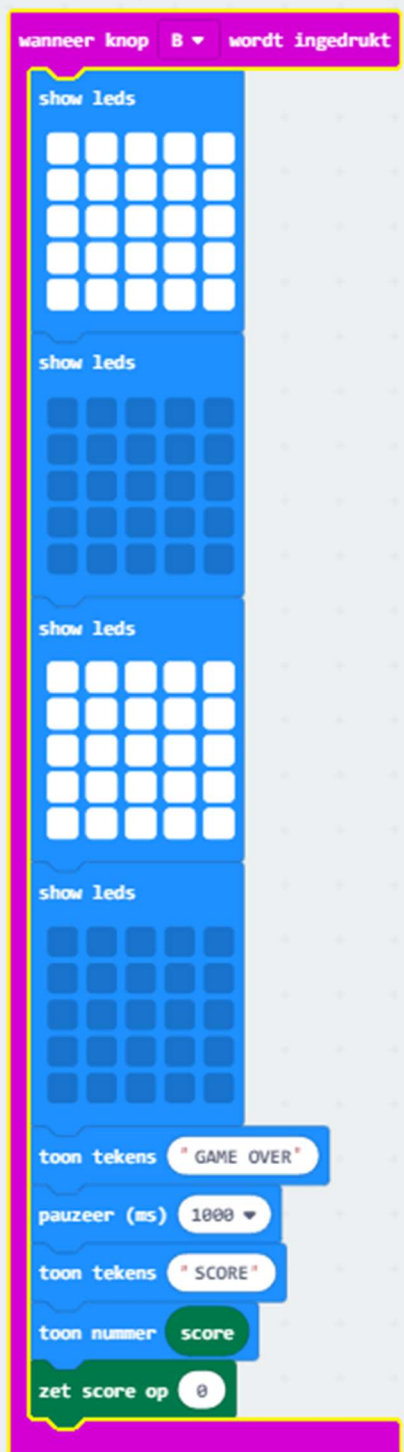 wanneer knop B wordt ingedrukt
show leds
show leds
show leds
show leds
toon tekens "GAME OVER"
pauzeer (ms) 1000
toon tekens "SCORE"
toon nummer score
zet score op 0